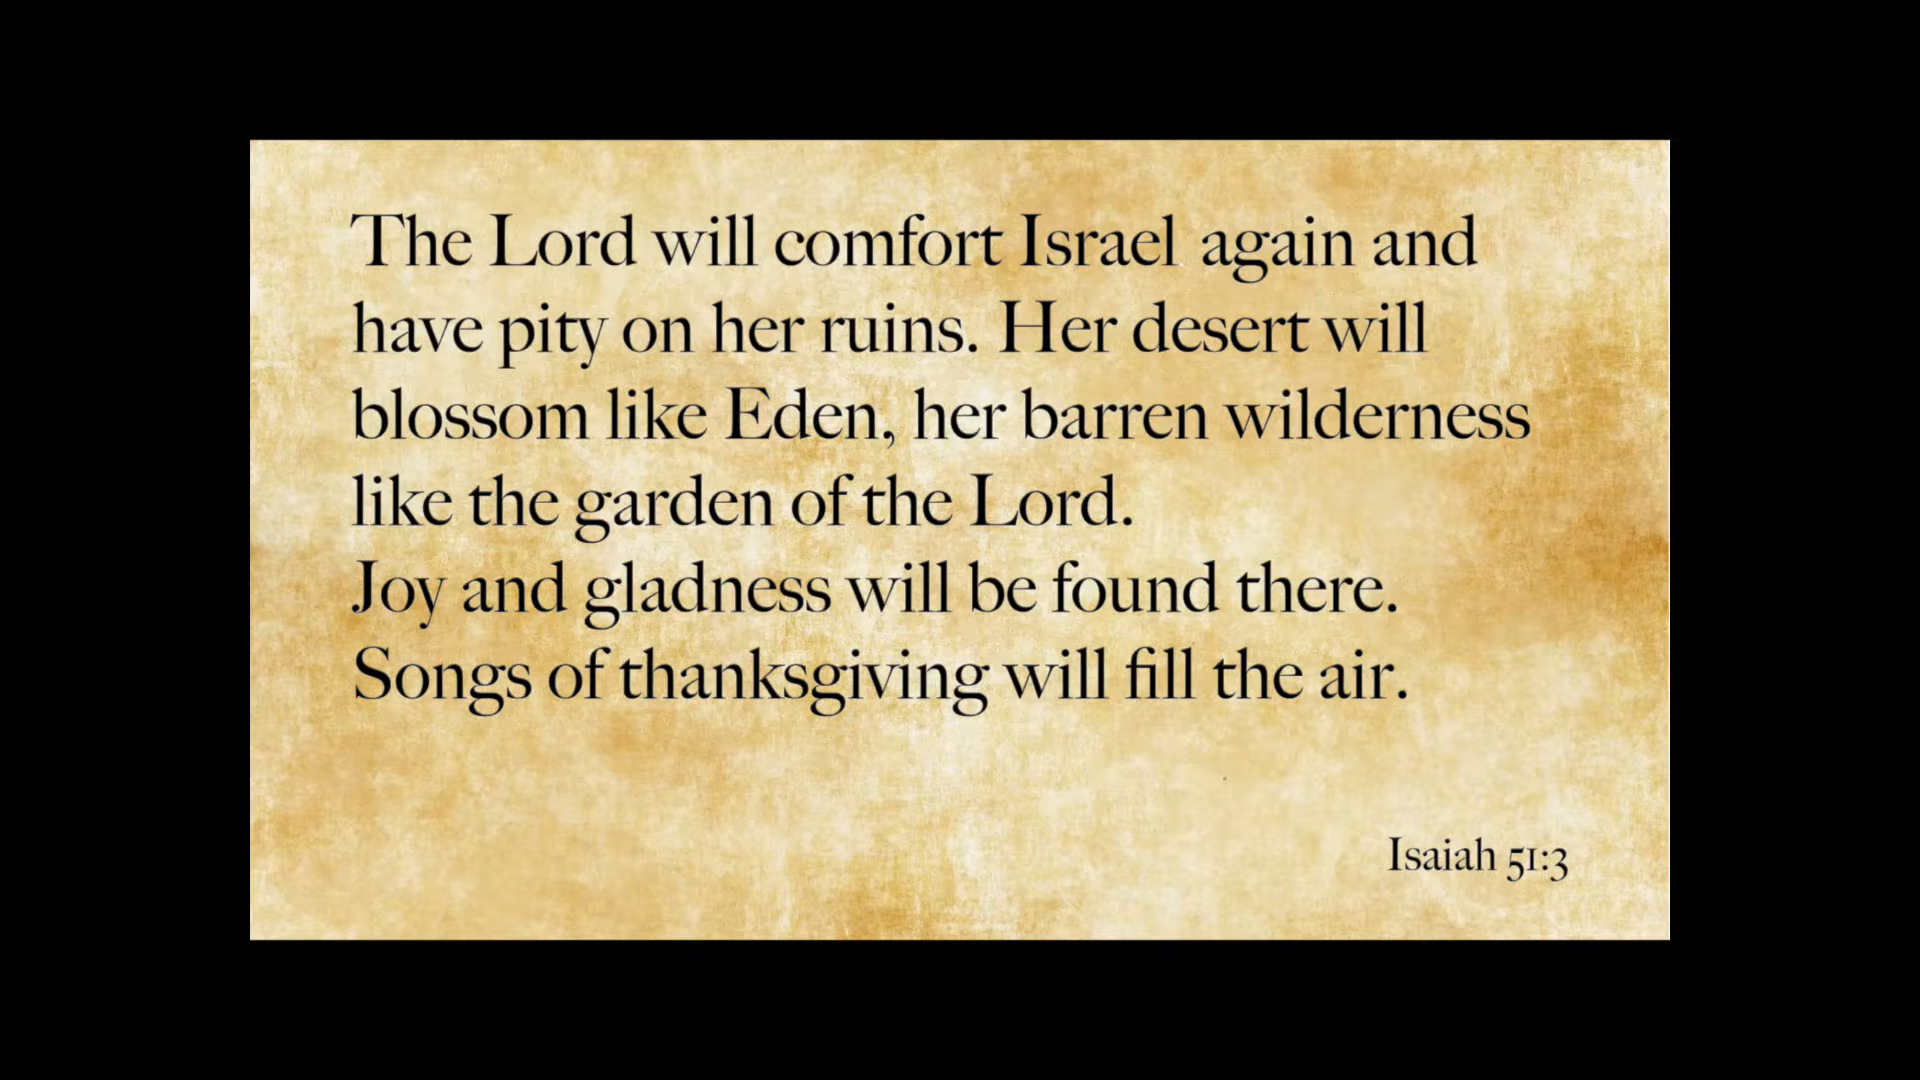 The Lord will comfort Israel again and
have pity on her ruins. Her desert will
blossom like Eden, her barren wilderness
like the garden of the Lord.
Joy and gladness will be found there.
Songs of thanksgiving will fill the air.
Isaiah 51:3